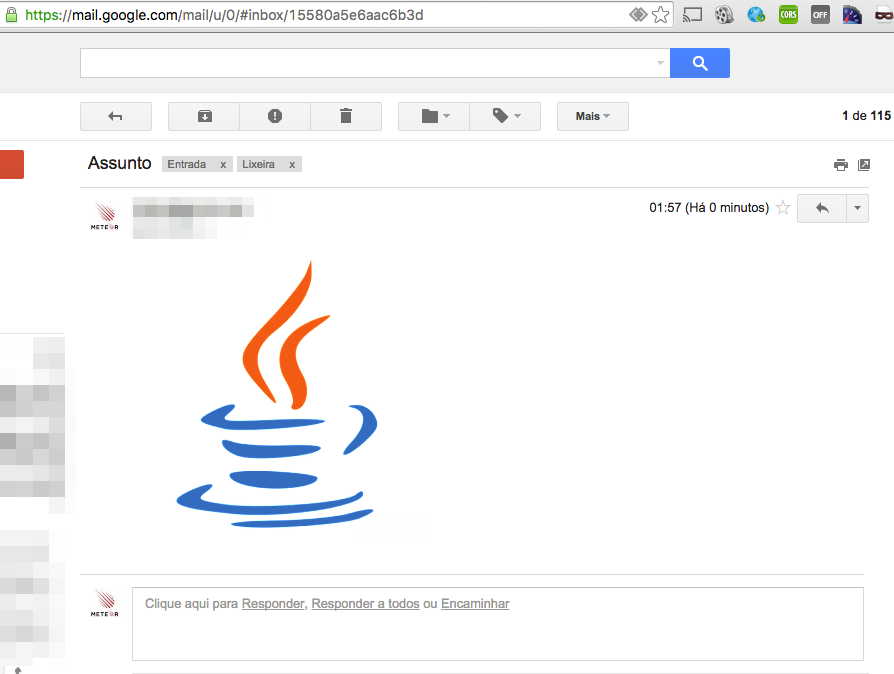 https://mail.google.com/mail/u/0/#inbox/15580a5e6aac6b3d
CORS
OFF
Mais
1 de 115
Assunto
Entrada x
Lixeira x
METEOR
01:57 (Há 0 minutos)
METEOR
Clique aqui para Responder, Responder a todos ou Encaminhar